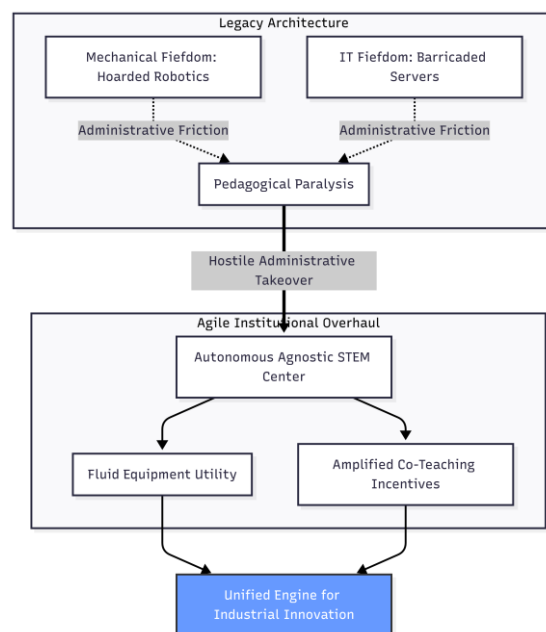 Legacy Architecture
Mechanical Fiefdom:
Hoarded Robotics
IT Fiefdom: Barricaded
Servers
Administrative Friction
Administrative Friction
Pedagogical Paralysis
Hostile Administrative
Takeover
Agile Institutional Overhaul
Autonomous Agnostic STEM
Center
Fluid Equipment Utility
Amplified Co-Teaching
Incentives
Unified Engine for
Industrial Innovation